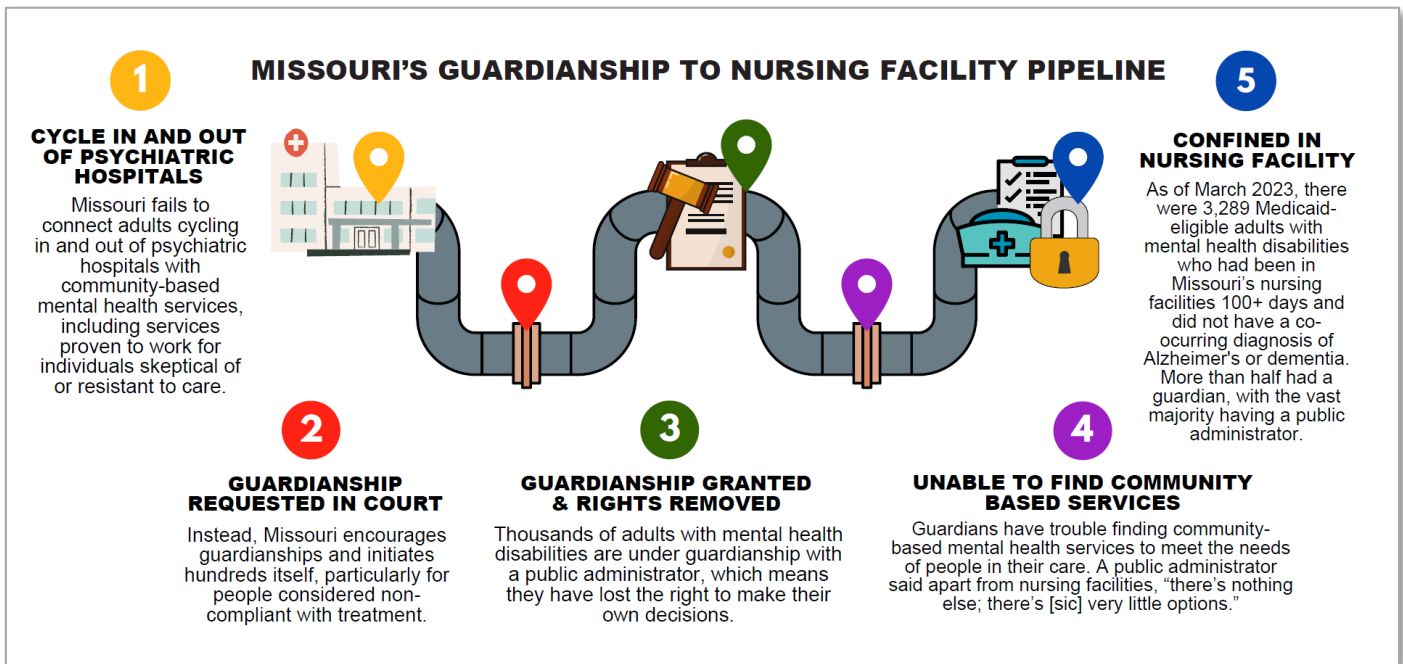 MISSOURI'S GUARDIANSHIP TO NURSING FACILITY PIPELINE
1
CYCLE IN AND OUT
OF PSYCHIATRIC
HOSPITALS
Missouri fails to
connect adults cycling
in and out of psychiatric
hospitals with
community-based
mental health services,
including services
proven to work for
individuals skeptical of
or resistant to care.
2
GUARDIANSHIP
REQUESTED IN COURT
Instead, Missouri encourages
guardianships and initiates
hundreds itself, particularly for
people considered non-
compliant with treatment.
3
GUARDIANSHIP GRANTED
& RIGHTS REMOVED
Thousands of adults with mental health
disabilities are under guardianship with
a public administrator, which means
they have lost the right to make their
own decisions.
4
UNABLE TO FIND COMMUNITY
BASED SERVICES
Guardians have trouble finding community-
based mental health services to meet the needs
of people in their care. A public administrator
said apart from nursing facilities, “there’s nothing
else; there’s [sic] very little options.”
5
CONFINED IN
NURSING FACILITY
As of March 2023, there
were 3,289 Medicaid-
eligible adults with
mental health disabilities
who had been in
Missouri’s nursing
facilities 100+ days and
did not have a co-
ocurring diagnosis of
Alzheimer's or dementia.
More than half had a
guardian, with the vast
majority having a public
administrator.